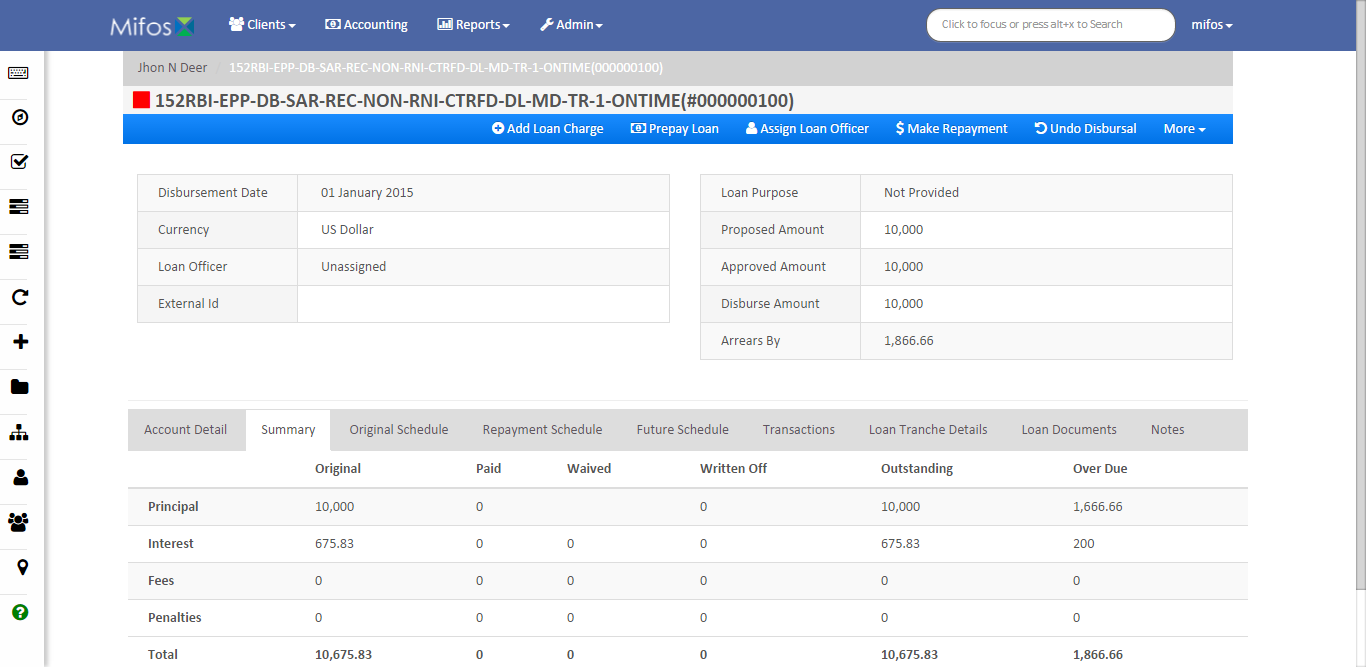 Mifos Clients Accounting Reports Admin Click to focus or press alt+x to Search mifos
Jhon N Deer / 152RBI-EPP-DB-SAR-REC-NON-RNI-CTRFD-DL-MD-TR-1-ONTIME(000000100)
152RBI-EPP-DB-SAR-REC-NON-RNI-CTRFD-DL-MD-TR-1-ONTIME(#000000100)
Add Loan Charge Prepay Loan Assign Loan Officer $ Make Repayment Undo Disbursal More
Disbursement Date 01 January 2015
Currency US Dollar
Loan Officer Unassigned
External Id
Loan Purpose Not Provided
Proposed Amount 10,000
Approved Amount 10,000
Disburse Amount 10,000
Arrears By 1,866.66
Account Detail Summary Original Schedule Repayment Schedule Future Schedule Transactions Loan Tranche Details Loan Documents Notes
Original Paid Waived Written Off Outstanding Over Due
Principal 10,000 0 0 10,000 1,666.66
Interest 675.83 0 0 0 675.83 200
Fees 0 0 0 0 0 0
Penalties 0 0 0 0 0 0
Total 10,675.83 0 0 0 10,675.83 1,866.66